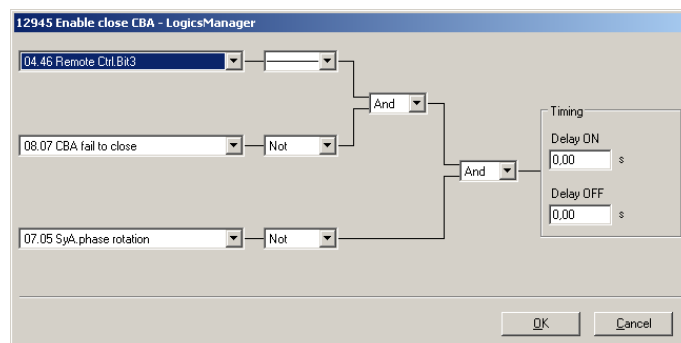 12945 Enable close CBA - LogicsManager
04.46 Remote Ctrl.Bit3
And
Timing
Delay ON
08.07 CBA fail to close Not
0,00 s
And
Delay OFF
0,00 s
07.05 SyA.phase rotation Not
OK Cancel